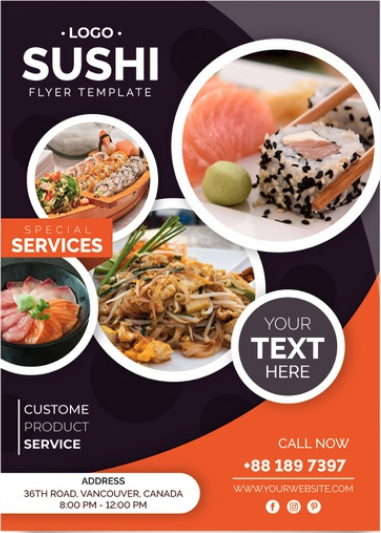 • LOGO •
SUSHI
FLYER TEMPLATE
SPECIAL
SERVICES
YOUR
TEXT
HERE
CUSTOME
PRODUCT
SERVICE
CALL NOW
+88 189 7397
WWW.YOURWEBSITE.COM
ADDRESS
36TH ROAD, VANCOUVER, CANADA
8:00 PM - 12:00 PM